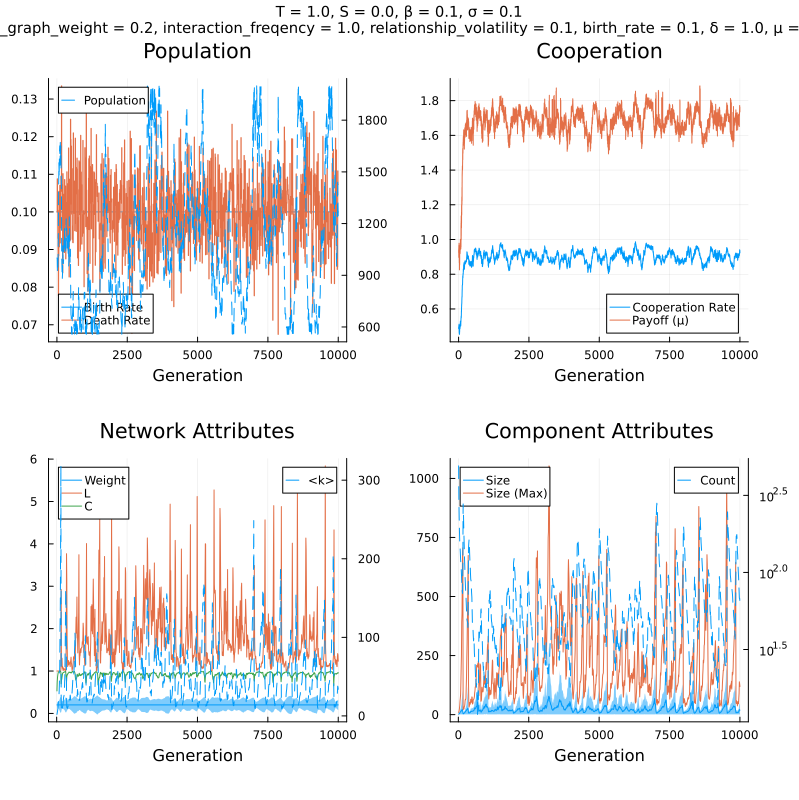 T = 1.0, S = 0.0, β = 0.1, σ = 0.1
_graph_weight = 0.2, interaction_freqency = 1.0, relationship_volatility = 0.1, birth_rate = 0.1, δ = 1.0, μ =
Population
0.13
0.12
0.11
0.10
0.09
0.08
0.07
Population
Birth Rate
Death Rate
1800
1500
1200
900
600
0 2500 5000 7500 10000
Generation
Cooperation
1.8
1.6
1.4
1.2
1.0
0.8
0.6
Cooperation Rate
Payoff (μ)
0 2500 5000 7500 10000
Generation
Network Attributes
6
5
4
3
2
1
0
Weight
L
C
<k>
300
200
100
0
0 2500 5000 7500 10000
Generation
Component Attributes
1000
750
500
250
0
Size
Size (Max)
Count
10^2.5
10^2.0
10^1.5
0 2500 5000 7500 10000
Generation